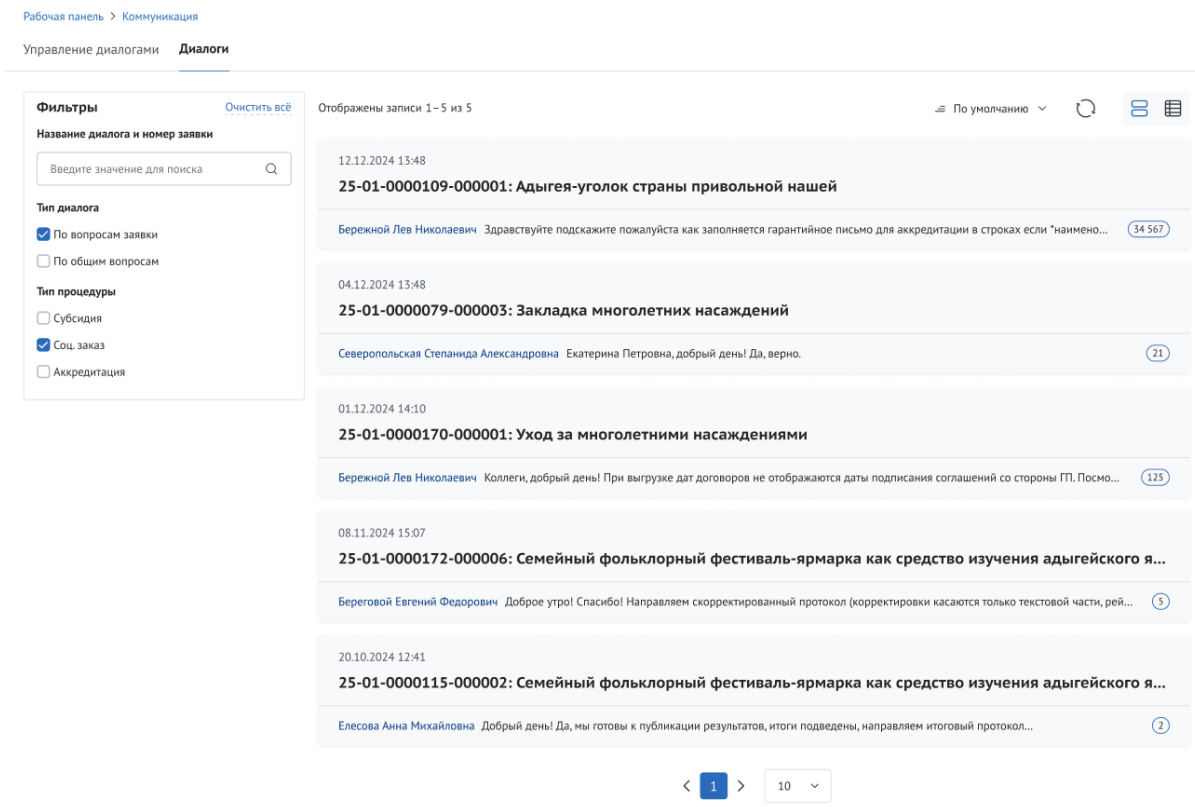 Рабочая панель > Коммуникация
Управление диалогами Диалоги
Фильтры Очистить всё
Название диалога и номер заявки
Введите значение для поиска
Тип диалога
По вопросам заявки
По общим вопросам
Тип процедуры
Субсидия
Соц. заказ
Аккредитация
Отображены записи 1–5 из 5 По умолчанию
12.12.2024 13:48
25-01-0000109-000001: Адыгея-уголок страны привольной нашей
Бережной Лев Николаевич Здравствуйте подскажите пожалуйста как заполняется гарантийное письмо для аккредитации в строках если "наимено... 34 567
04.12.2024 13:48
25-01-0000079-000003: Закладка многолетних насаждений
Северопольская Степанида Александровна Екатерина Петровна, добрый день! Да, верно. 21
01.12.2024 14:10
25-01-0000170-000001: Уход за многолетними насаждениями
Бережной Лев Николаевич Коллеги, добрый день! При выгрузке дат договоров не отображаются даты подписания соглашений со стороны ГП. Посмо... 125
08.11.2024 15:07
25-01-0000172-000006: Семейный фольклорный фестиваль-ярмарка как средство изучения адыгейского я...
Береговой Евгений Федорович Доброе утро! Спасибо! Направляем скорректированный протокол (корректировки касаются только текстовой части, рей... 5
20.10.2024 12:41
25-01-0000115-000002: Семейный фольклорный фестиваль-ярмарка как средство изучения адыгейского я...
Елесова Анна Михайловна Добрый день! Да, мы готовы к публикации результатов, итоги подведены, направляем итоговый протокол... 2
< 1 > 10